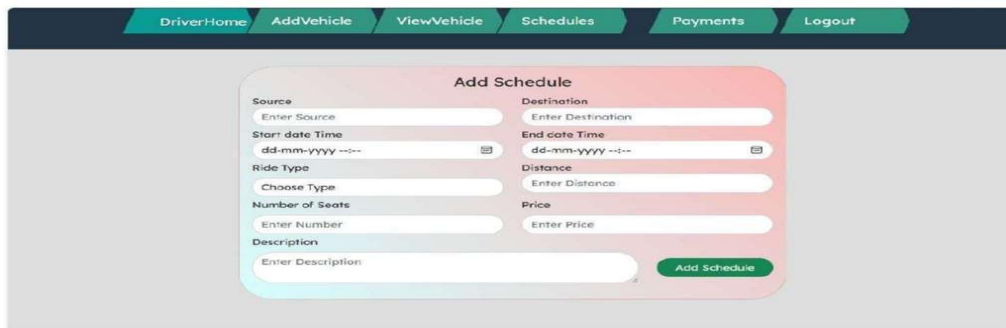 DriverHome AddVehicle ViewVehicle Schedules Payments Logout
Add Schedule
Source Destination
Enter Source Enter Destination
Start date Time End date Time
dd-mm-yyyy --:-- dd-mm-yyyy --:--
Ride Type Distance
Choose Type Enter Distance
Number of Seats Price
Enter Number Enter Price
Description
Enter Description Add Schedule